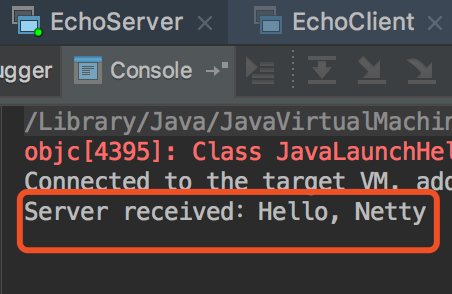 EchoServer EchoClient
ugger Console
/Library/Java/JavaVirtualMachin
objc[4395]: Class JavaLaunchHel
Connected to the target VM, add
Server received: Hello, Netty